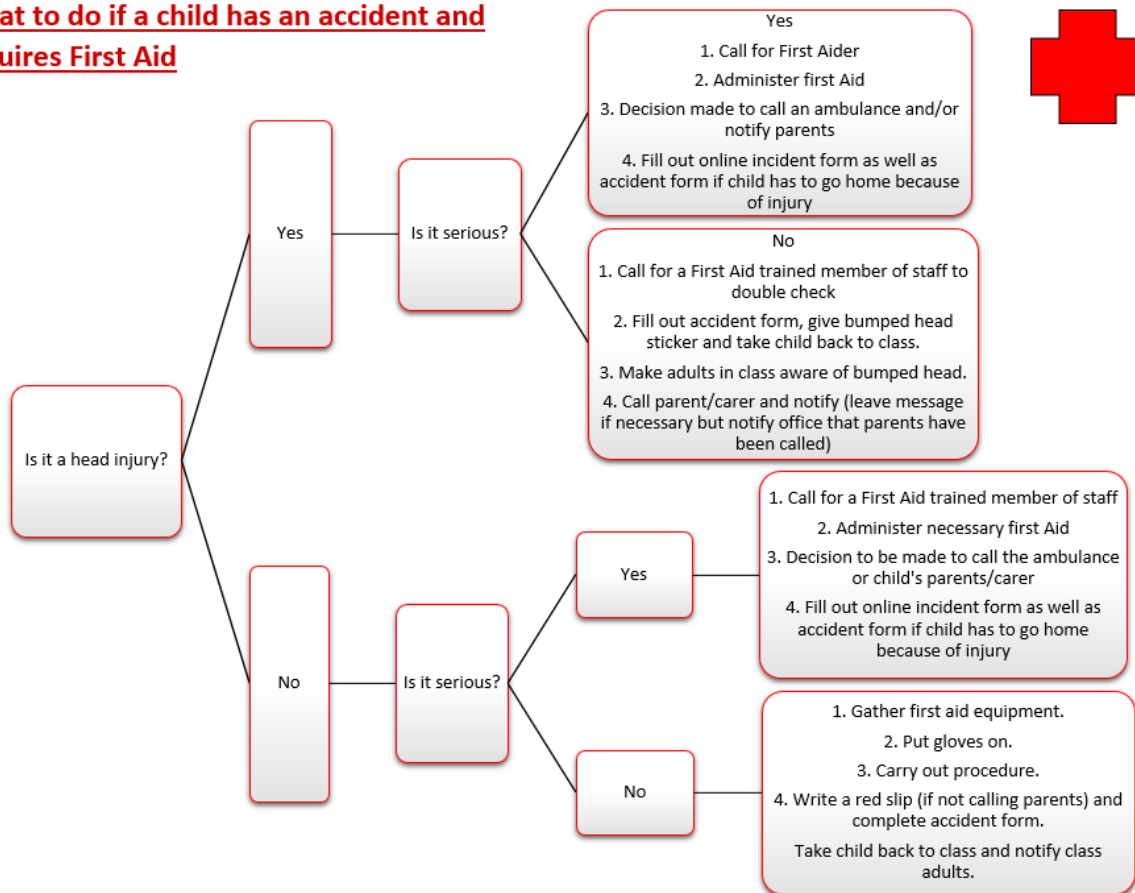 at to do if a child has an accident and
uires First Aid
Yes
1. Call for First Aider
2. Administer first Aid
3. Decision made to call an ambulance and/or
notify parents
4. Fill out online incident form as well as
accident form if child has to go home because
of injury
Yes
Is it serious?
No
1. Call for a First Aid trained member of staff to
double check
2. Fill out accident form, give bumped head
sticker and take child back to class.
3. Make adults in class aware of bumped head.
4. Call parent/carer and notify (leave message
if necessary but notify office that parents have
been called)
Is it a head injury?
1. Call for a First Aid trained member of staff
2. Administer necessary first Aid
3. Decision to be made to call the ambulance
or child's parents/carer
4. Fill out online incident form as well as
accident form if child has to go home
because of injury
Yes
No
Is it serious?
No
1. Gather first aid equipment.
2. Put gloves on.
3. Carry out procedure.
4. Write a red slip (if not calling parents) and
complete accident form.
Take child back to class and notify class
adults.